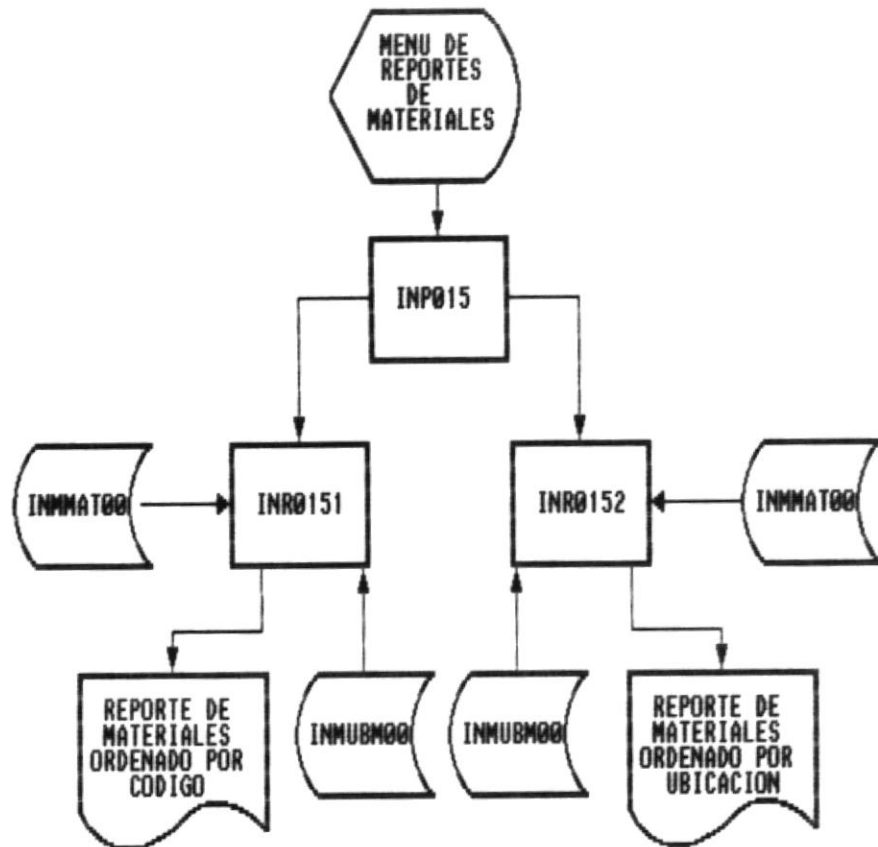 MENU DE
REPORTES
DE
MATERIALES
INP015
INMMAT00
INR0151
INR0152
INMMAT00
REPORTE DE
MATERIALES
ORDENADO POR
CODIGO
INMUBM00
INMUBM00
REPORTE DE
MATERIALES
ORDENADO POR
UBICACION